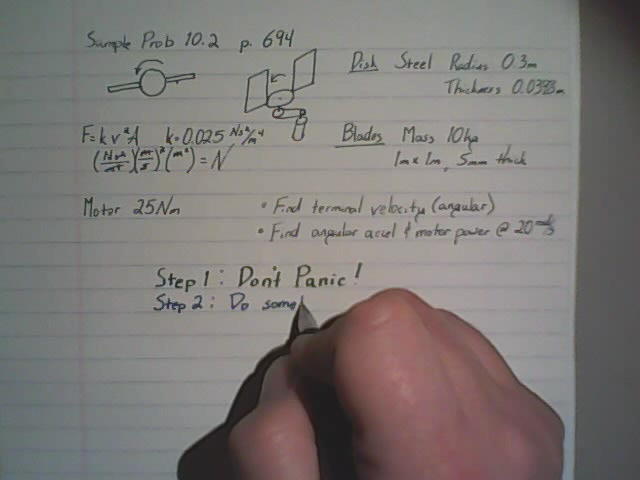 Sample Prob 10.2 p. 694
Disk Steel Radius 0.3m
Thickness 0.0393m
F=kv²A k=0.025 Ns²/m⁴
(Ns²/m⁴)(m/s)²(m²) = N
Blades Mass 10kg
1m x 1m, 5mm thick
Motor 25Nm
• Find terminal velocity (angular)
• Find angular accel & motor power @ 20
Step 1: Don't Panic!
Step 2: Do some